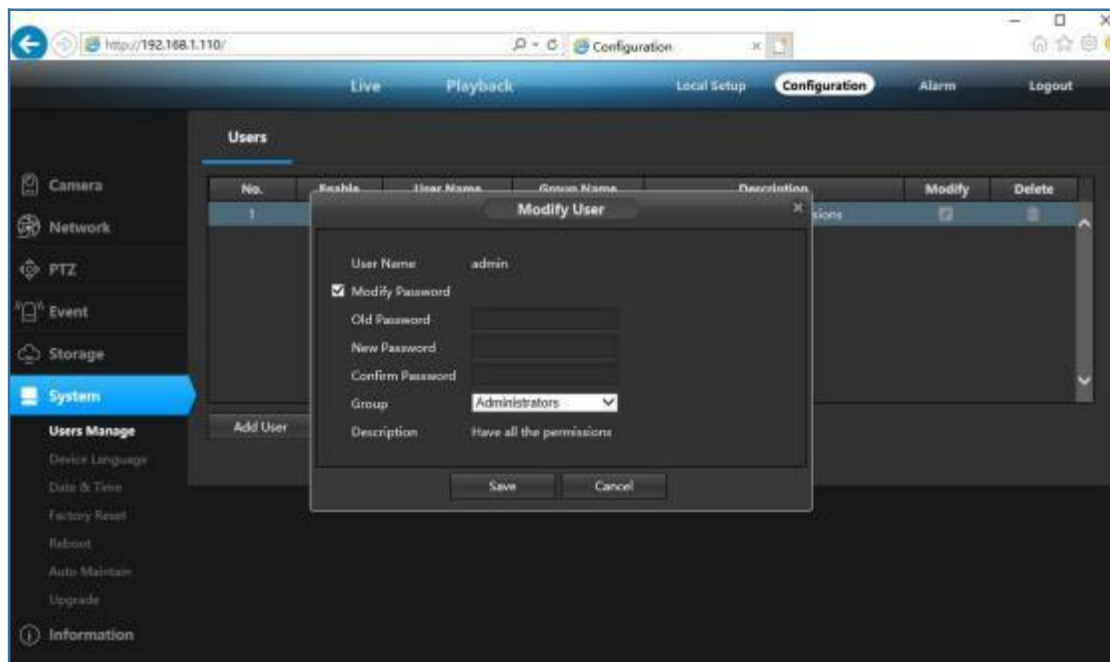 http://192.168.1.110/
Configuration
Live Playback Local Setup Configuration Alarm Logout
Users
Camera
Network
PTZ
Event
Storage
System
Users Manage
Device Language
Date & Time
Factory Reset
Reboot
Auto Maintain
Upgrade
Information
No. Enable User Name Group Name Description Modify Delete
1 sions
Modify User
User Name admin
Modify Password
Old Password
New Password
Confirm Password
Group Administrators
Description Have all the permissions
Save Cancel
Add User